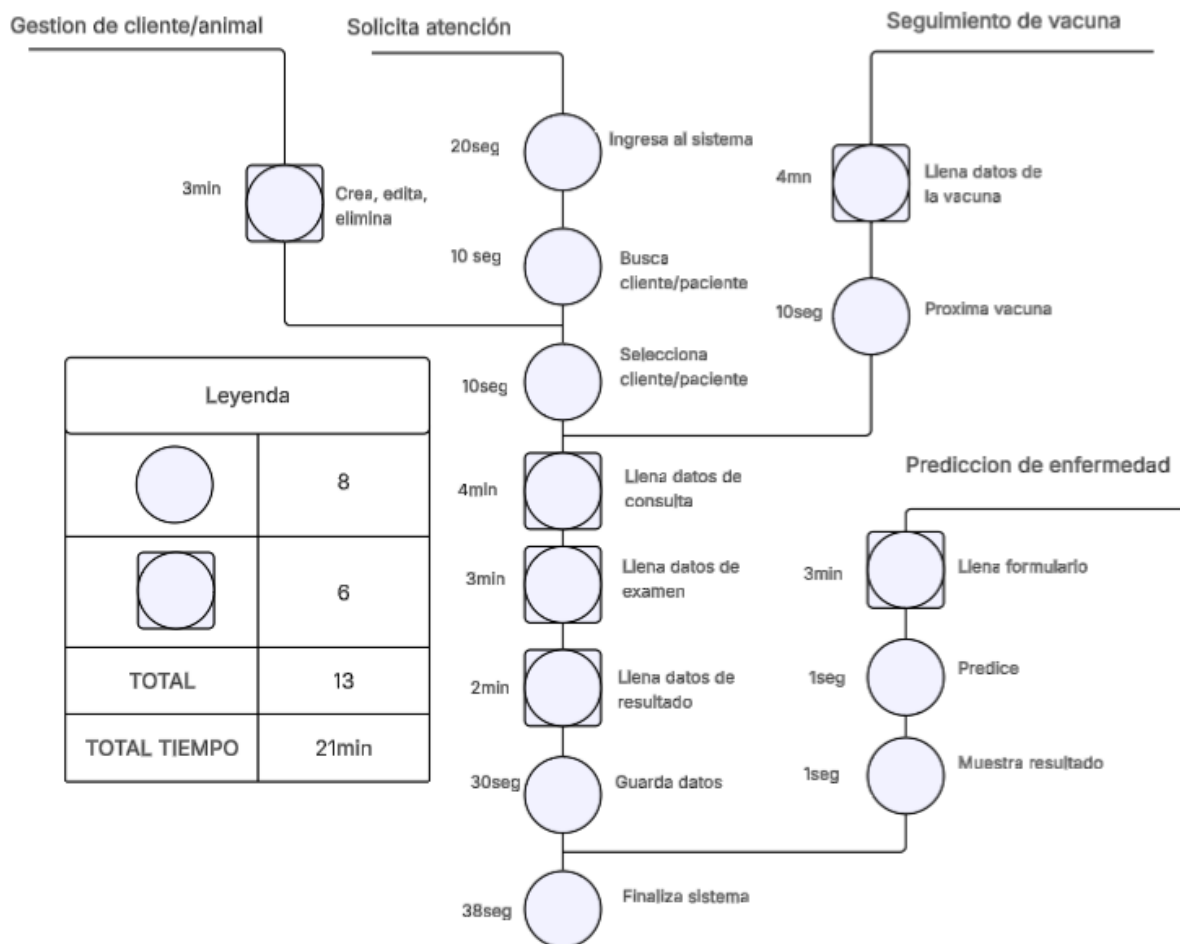 Gestion de cliente/animal
Solicita atención
Seguimiento de vacuna
20seg
Ingresa al sistema
3min
Crea, edita,
elimina
4mn
Llena datos de
la vacuna
10 seg
Busca
cliente/paciente
10seg
Proxima vacuna
10seg
Selecciona
cliente/paciente
Leyenda
8
6
TOTAL
13
TOTAL TIEMPO
21min
4min
Llena datos de
consulta
3min
Llena datos de
examen
2min
Llena datos de
resultado
30seg
Guarda datos
Prediccion de enfermedad
3min
Llena formulario
1seg
Predice
1seg
Muestra resultado
38seg
Finaliza sistema